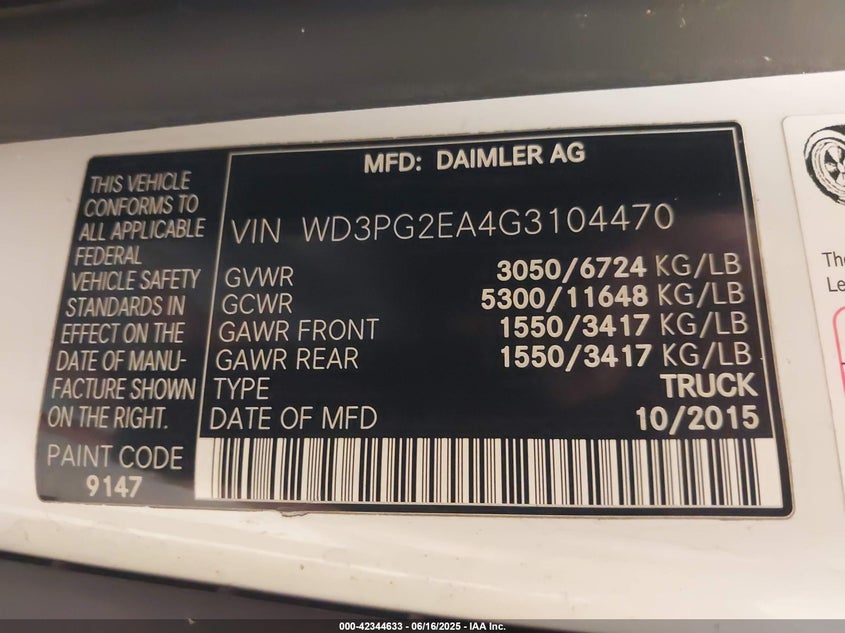 MFD: DAIMLER AG
THIS VEHICLE
CONFORMS TO
ALL APPLICABLE
FEDERAL
VEHICLE SAFETY
STANDARDS IN
EFFECT ON THE
DATE OF MANU-
FACTURE SHOWN
ON THE RIGHT.
PAINT CODE
9147
VIN WD3PG2EA4G3104470
GVWR 3050/6724 KG/LB
GCWR 5300/11648 KG/LB
GAWR FRONT 1550/3417 KG/LB
GAWR REAR 1550/3417 KG/LB
TYPE TRUCK
DATE OF MFD 10/2015
The
Le
000-42344633 - 06/16/2025 - IAA Inc.